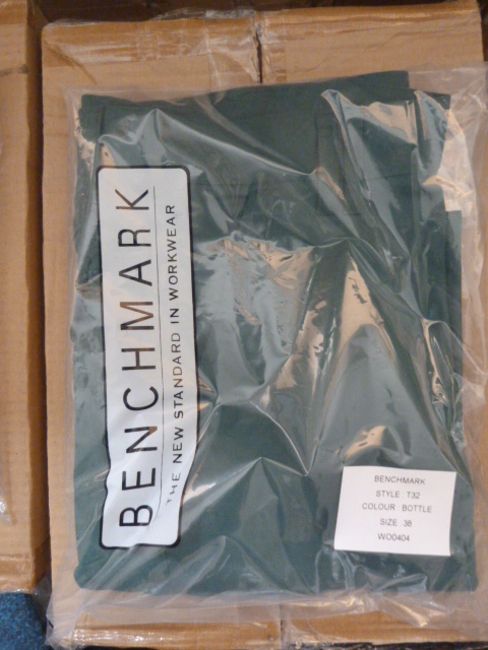 BENCHMARK
THE NEW STANDARD IN WORKWEAR
BENCHMARK
STYLE T32
COLOUR BOTTLE
SIZE 38
WO0404